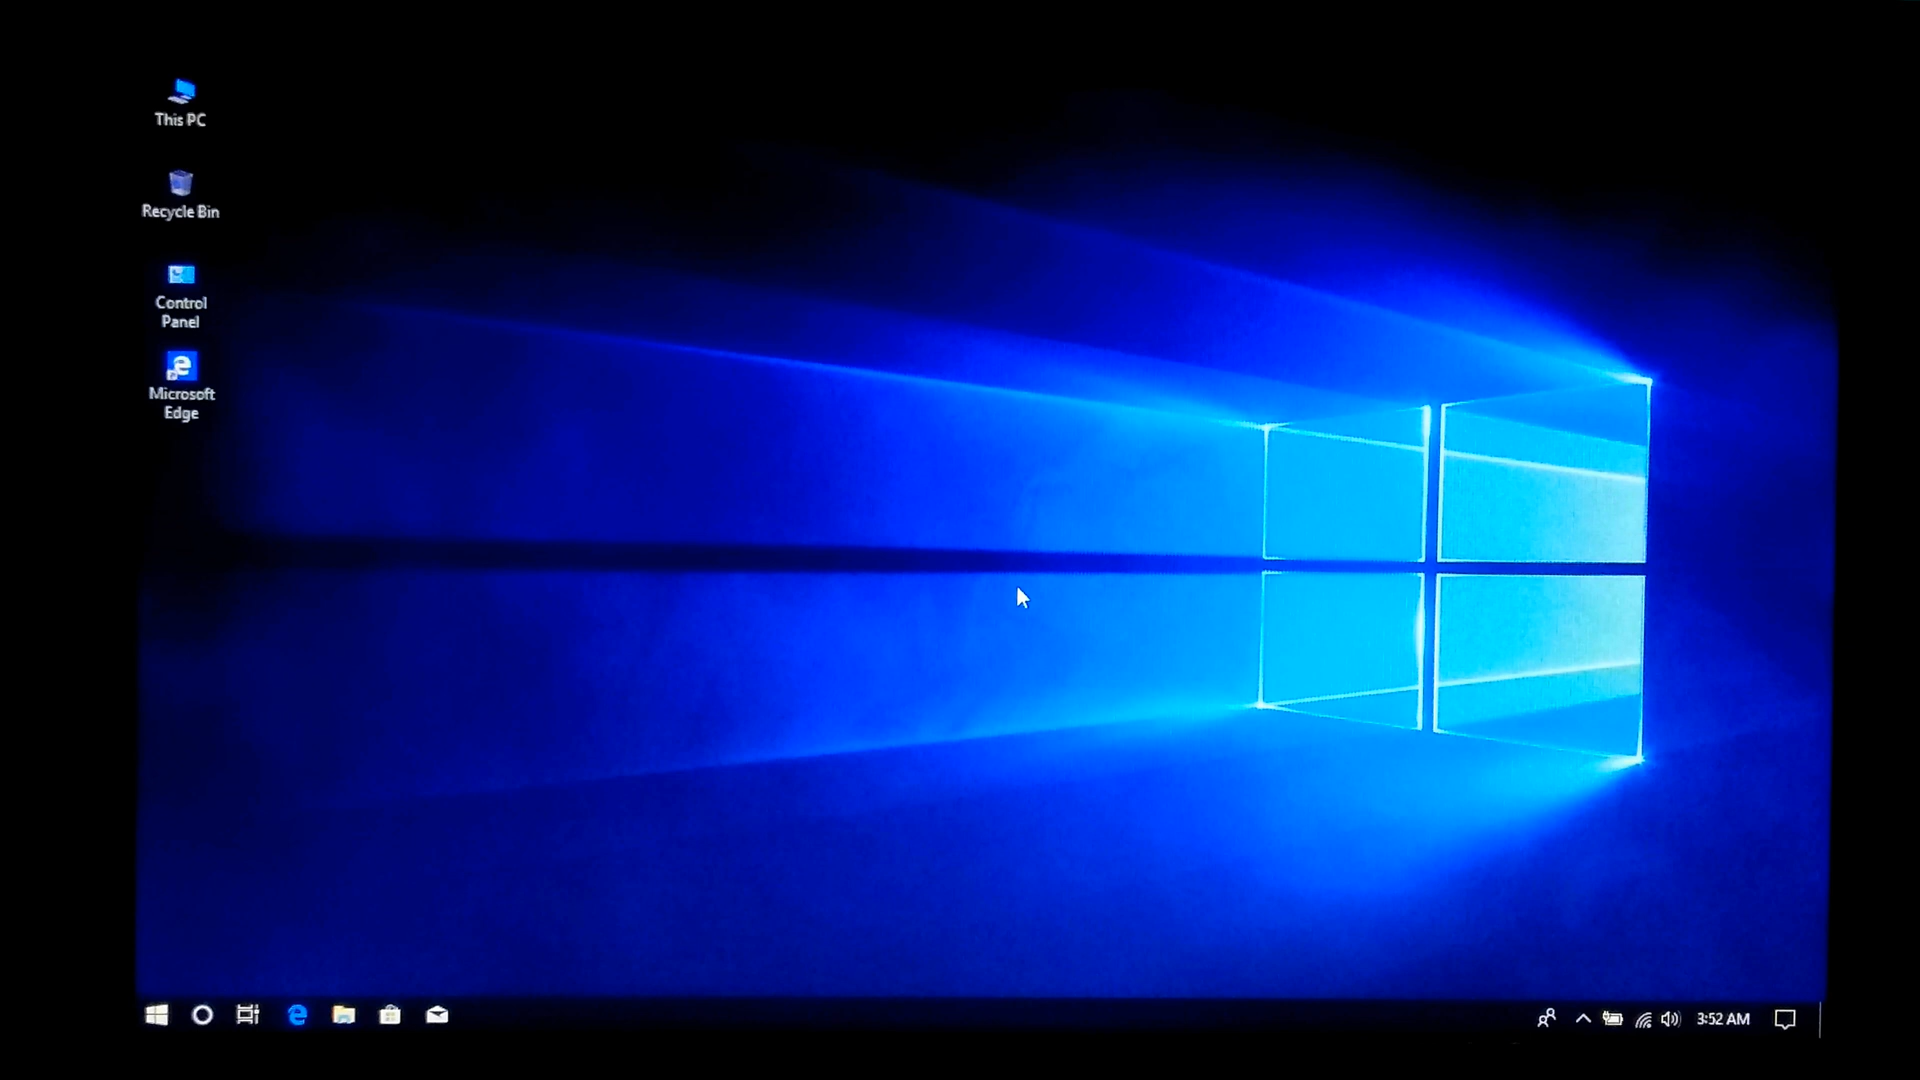 This PC
Recycle Bin
Control
Panel
Microsoft
Edge
3:52 AM